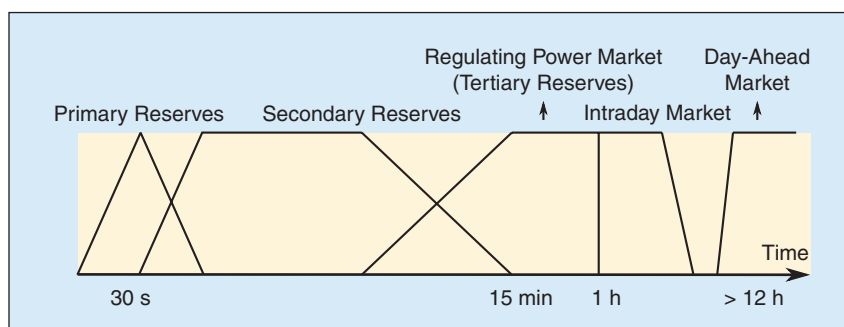 Regulating Power Market
(Tertiary Reserves)
Day-Ahead
Market
Primary Reserves
Secondary Reserves
Intraday Market
Time
30 s
15 min
1 h
> 12 h